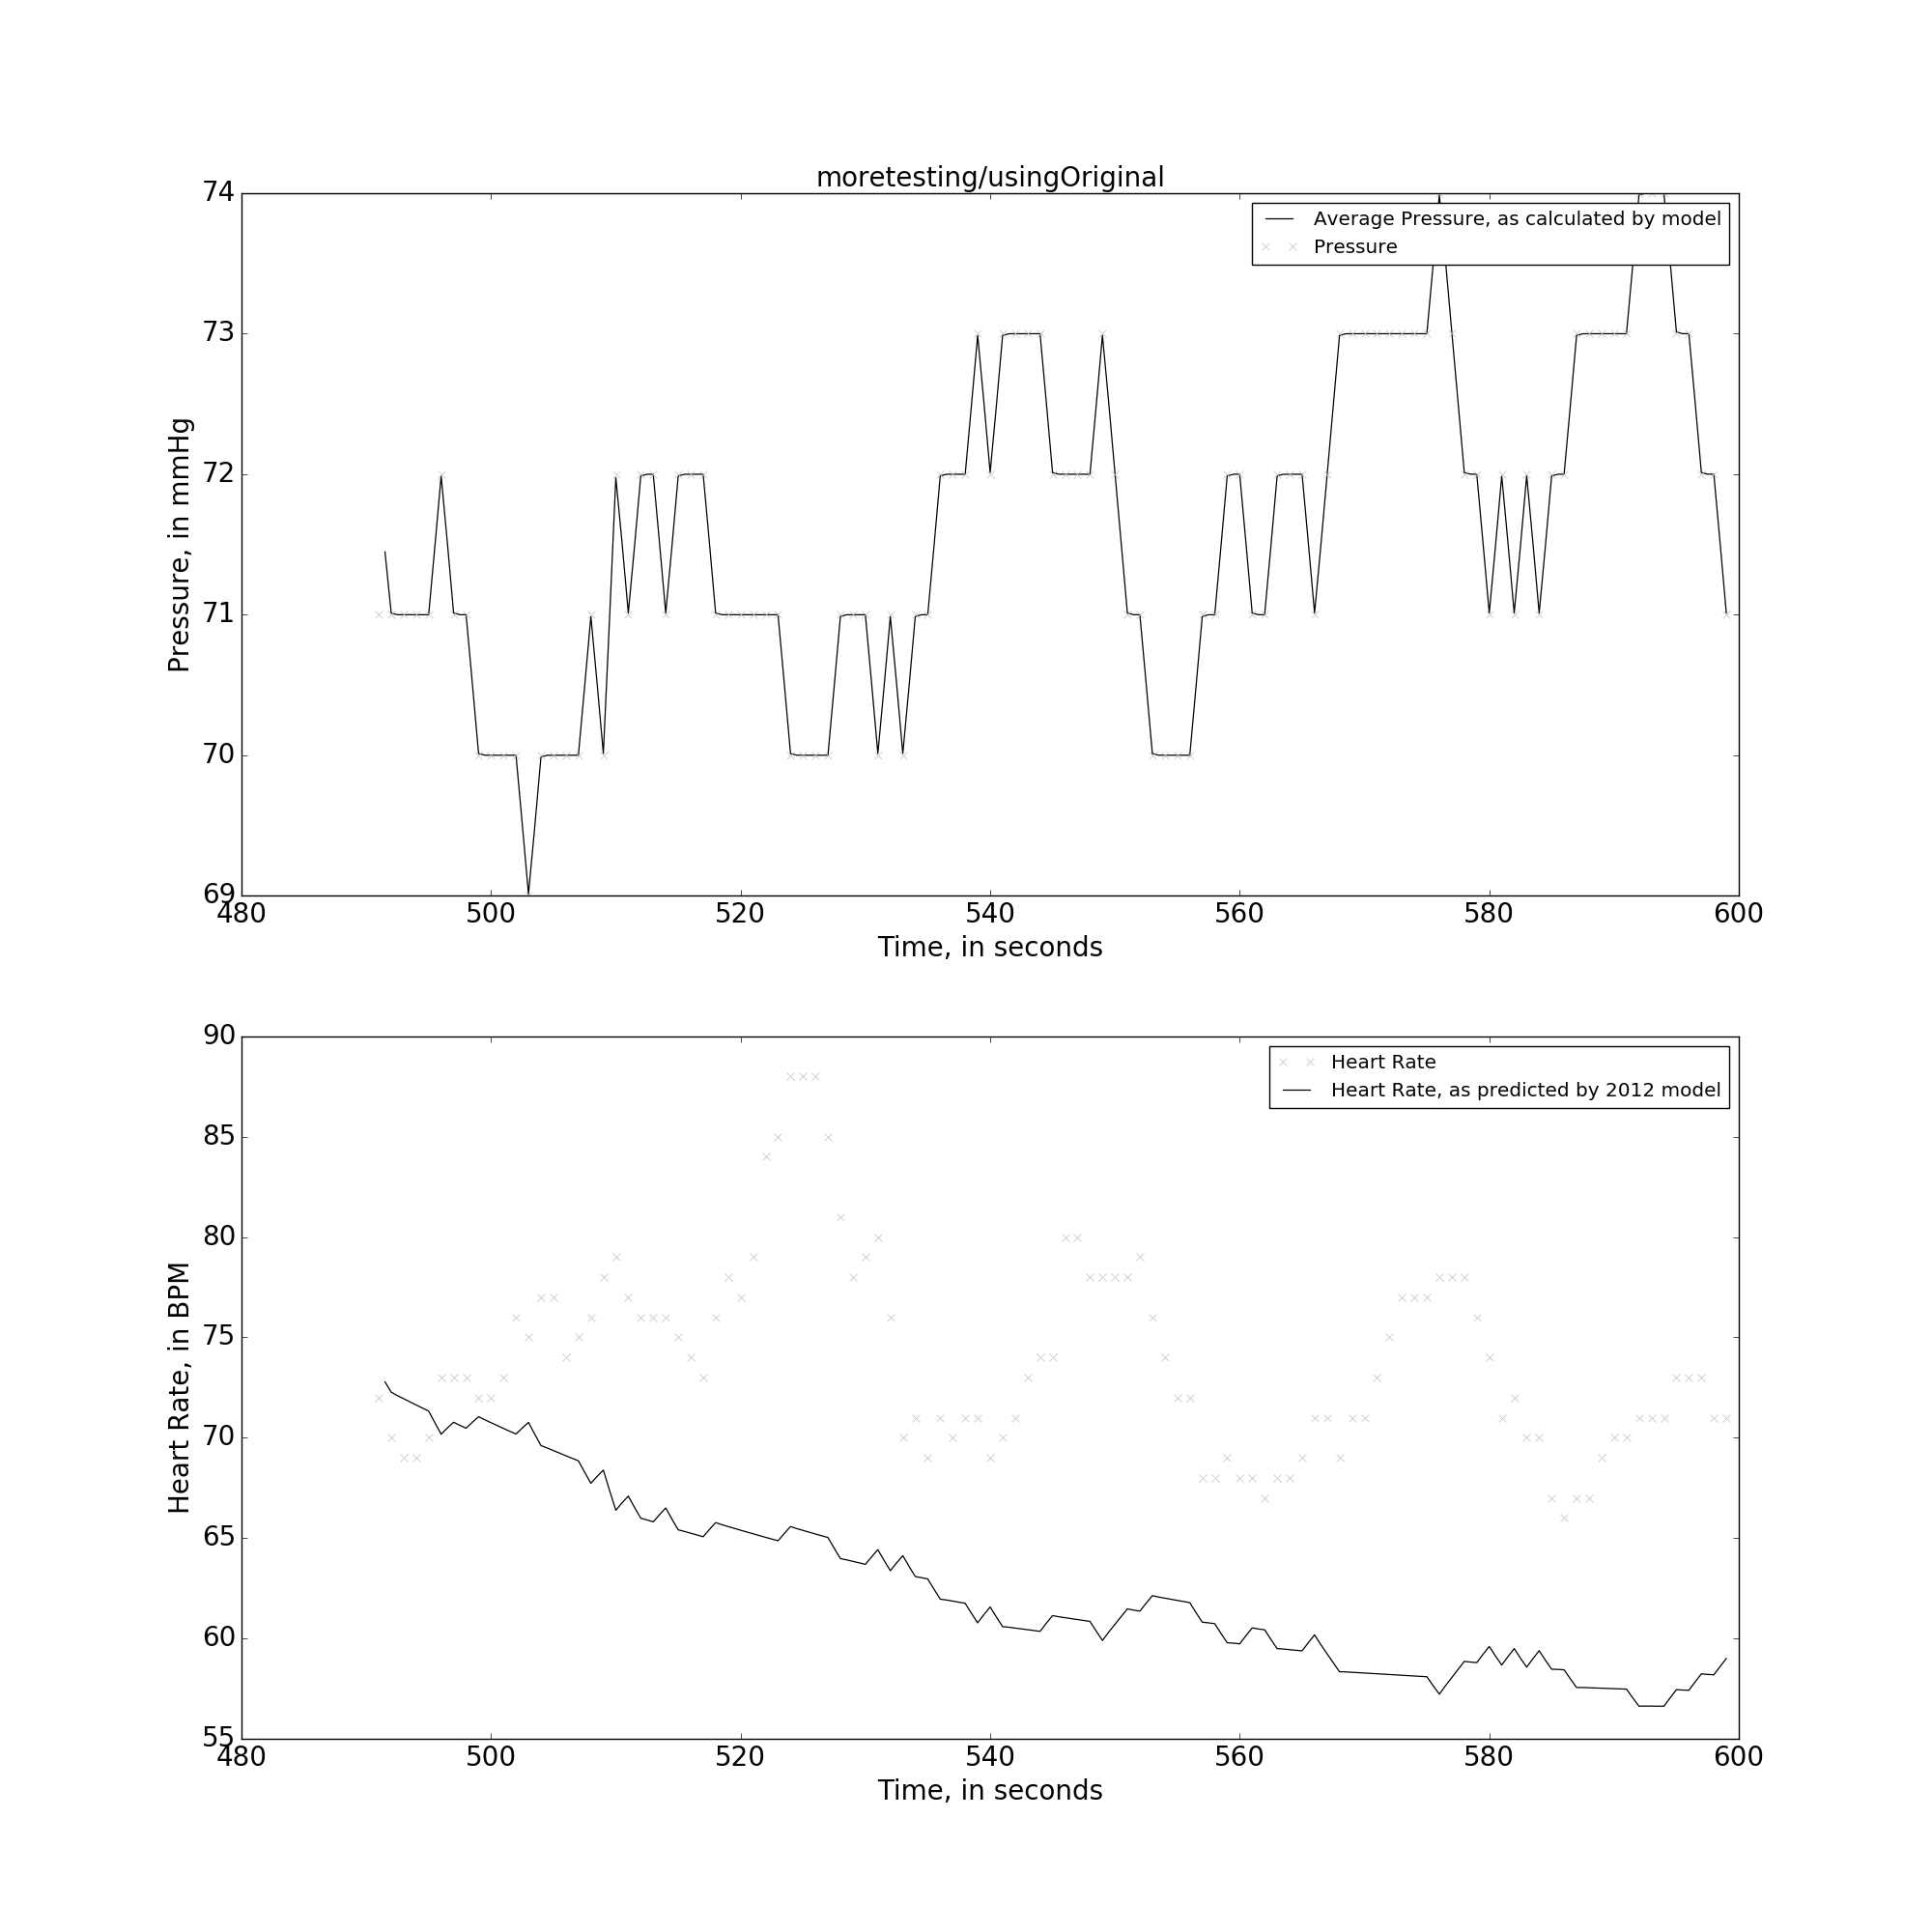 moretesting/usingOriginal
74
73
72
71
70
69
Pressure, in mmHg
Average Pressure, as calculated by model
Pressure
480 500 520 540 560 580 600
Time, in seconds
90
85
80
75
70
65
60
55
Heart Rate, in BPM
Heart Rate
Heart Rate, as predicted by 2012 model
480 500 520 540 560 580 600
Time, in seconds